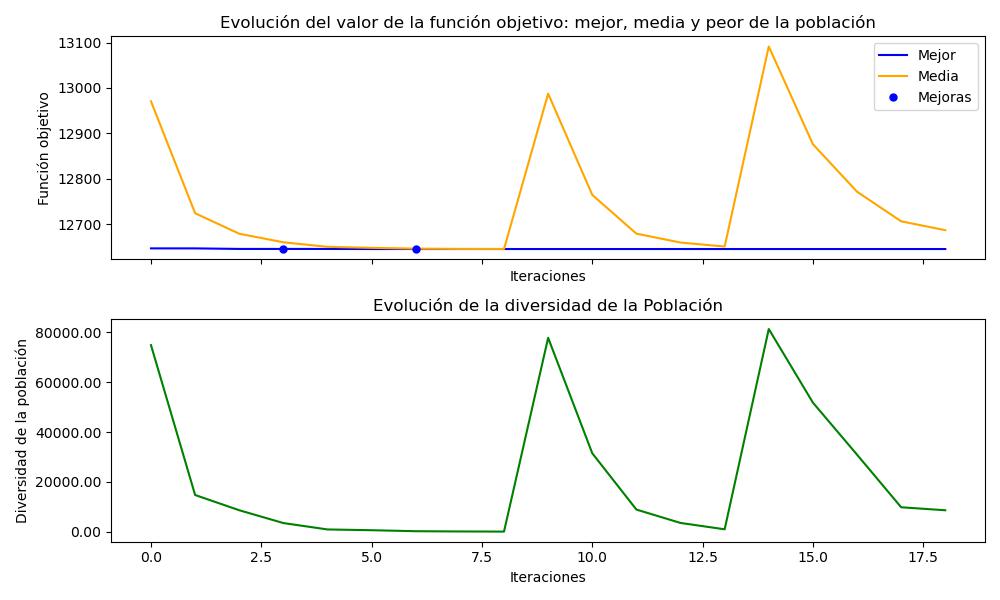 Evolución del valor de la función objetivo: mejor, media y peor de la población
13100
13000
12900
12800
12700
Función objetivo
Mejor
Media
Mejoras
Iteraciones
Evolución de la diversidad de la Población
80000.00
60000.00
40000.00
20000.00
0.00
Diversidad de la población
0.0 2.5 5.0 7.5 10.0 12.5 15.0 17.5
Iteraciones